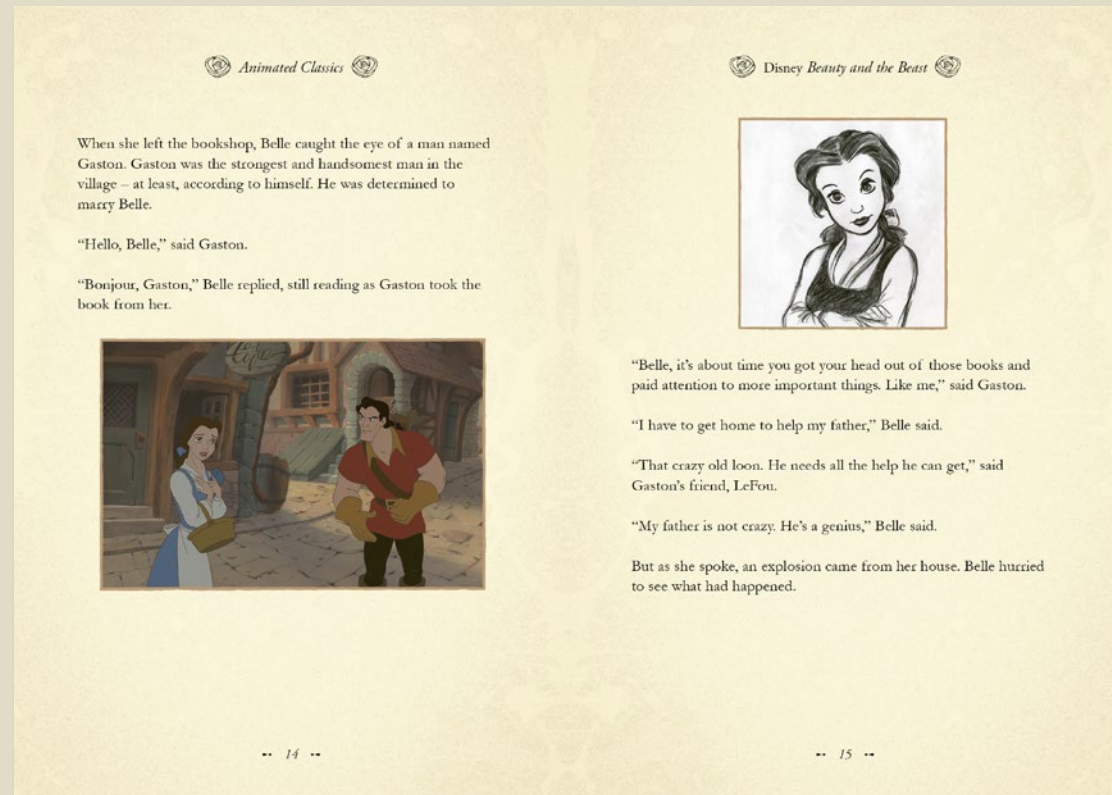 Animated Classics
When she left the bookshop, Belle caught the eye of a man named
Gaston. Gaston was the strongest and handsomest man in the
village – at least, according to himself. He was determined to
marry Belle.
“Hello, Belle,” said Gaston.
“Bonjour, Gaston,” Belle replied, still reading as Gaston took the
book from her.
14
Disney Beauty and the Beast
“Belle, it’s about time you got your head out of those books and
paid attention to more important things. Like me,” said Gaston.
“I have to get home to help my father,” Belle said.
“That crazy old loon. He needs all the help he can get,” said
Gaston’s friend, LeFou.
“My father is not crazy. He’s a genius,” Belle said.
But as she spoke, an explosion came from her house. Belle hurried
to see what had happened.
15